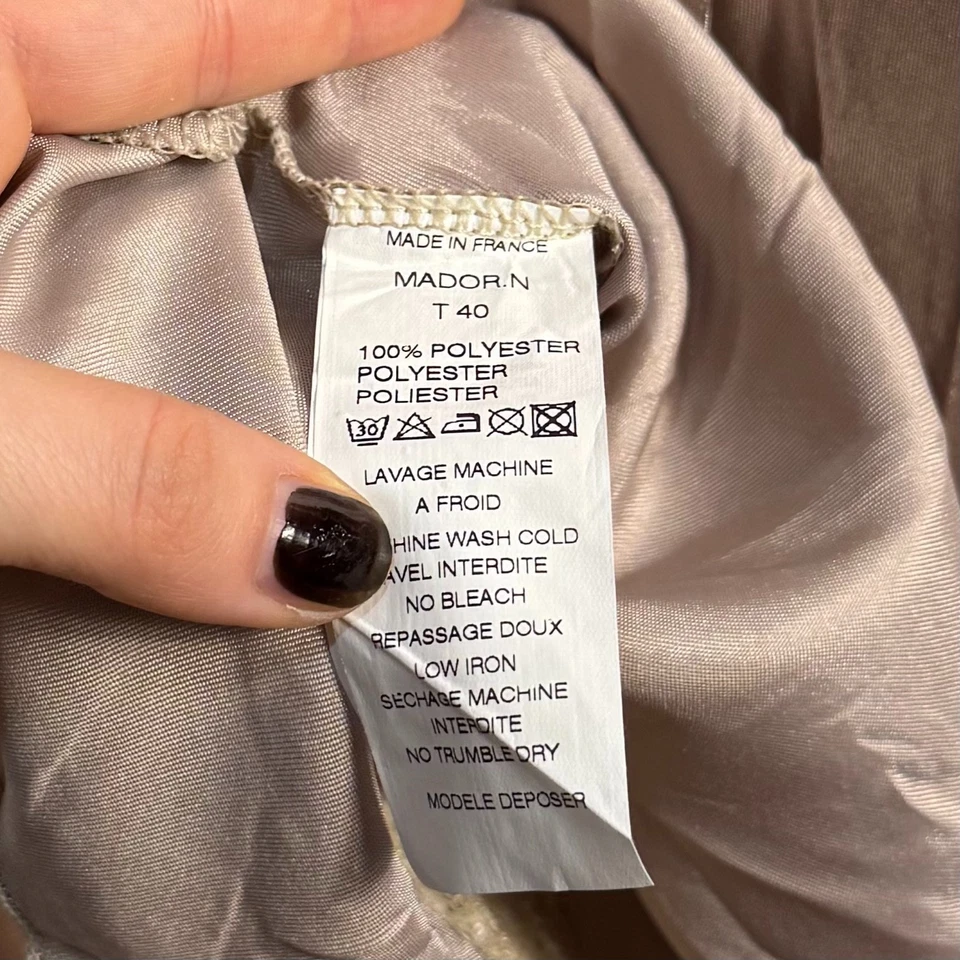 MADE IN FRANCE
MADOR.N
T 40
100% POLYESTER
POLYESTER
POLIESTER
30
LAVAGE MACHINE
A FROID
HINE WASH COLD
AVEL INTERDITE
NO BLEACH
REPASSAGE DOUX
LOW IRON
SECHAGE MACHINE
INTERDITE
NO TRUMBLE DRY
MODELE DEPOSER